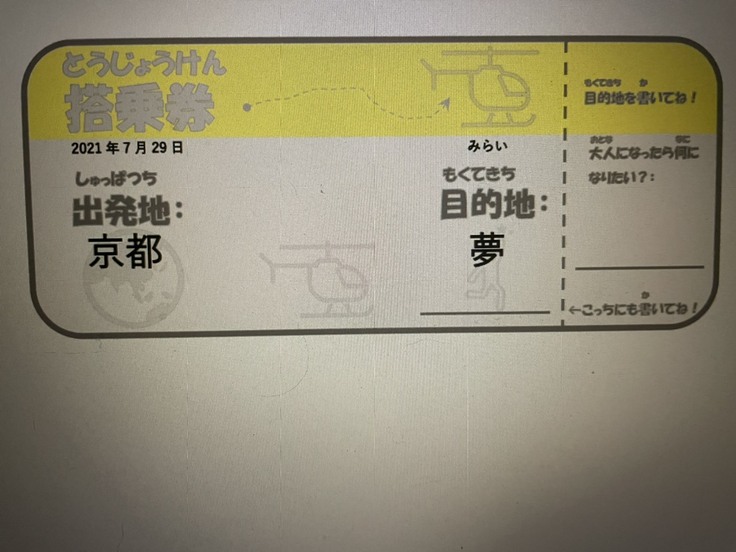 とうじょうけん
搭乗券
2021年7月29日
しゅっぱつち
出発地:
京都
みらい
もくてきち
目的地:
夢
もくてきち か
目的地を書いてね!
おとな なに
大人になったら何に
なりたい?:
か
←こっちにも書いてね!